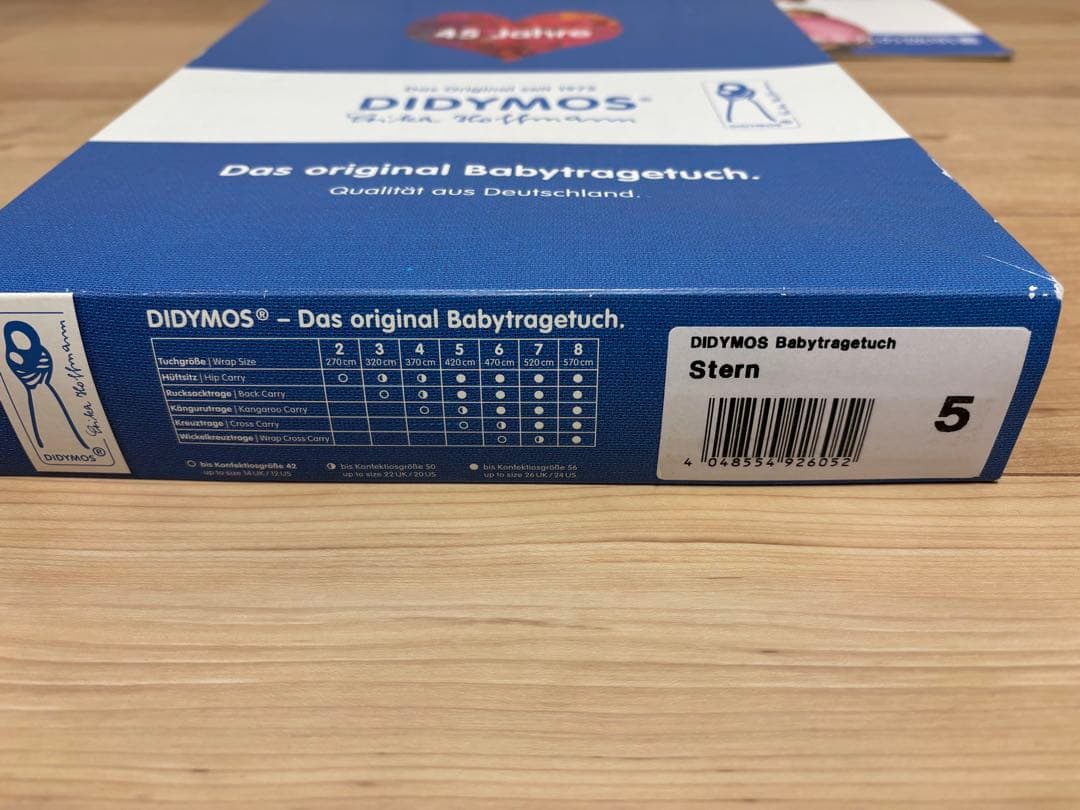 45 Jahre
Das Original seit 1972
DIDYMOS®
Erika Hoffmann
DIDYMOS®
Das original Babytragetuch.
Qualität aus Deutschland.
DIDYMOS®
Erika Hoffmann
DIDYMOS® – Das original Babytragetuch.
Tuchgröße | Wrap Size 2 270 cm 3 320 cm 4 370 cm 5 420 cm 6 470 cm 7 520 cm 8 570 cm
Hüftsitz | Hip Carry ○ ◑ ◑ ● ● ● ●
Rucksacktrage | Back Carry ○ ◑ ● ● ● ●
Kängurutrage | Kangaroo Carry ○ ◑ ● ● ●
Kreuztrage | Cross Carry ○ ◑ ● ●
Wickelkreuztrage | Wrap Cross Carry ○ ◑ ●
○ bis Konfektionsgröße 42
up to size 14 UK / 12 US
◑ bis Konfektionsgröße 50
up to size 22 UK / 20 US
● bis Konfektionsgröße 56
up to size 26 UK / 24 US
DIDYMOS Babytragetuch
Stern
5
4 048554 926052